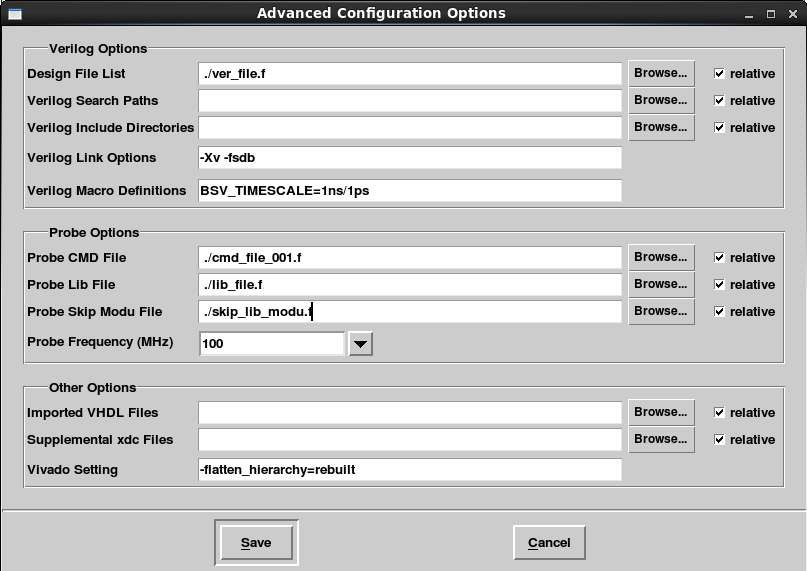 Advanced Configuration Options
Verilog Options
Design File List ./ver_file.f Browse... relative
Verilog Search Paths Browse... relative
Verilog Include Directories Browse... relative
Verilog Link Options -Xv -fsdb
Verilog Macro Definitions BSV_TIMESCALE=1ns/1ps
Probe Options
Probe CMD File ./cmd_file_001.f Browse... relative
Probe Lib File ./lib_file.f Browse... relative
Probe Skip Modu File ./skip_lib_modu.f Browse... relative
Probe Frequency (MHz) 100
Other Options
Imported VHDL Files Browse... relative
Supplemental xdc Files Browse... relative
Vivado Setting -flatten_hierarchy=rebuilt
Save Cancel